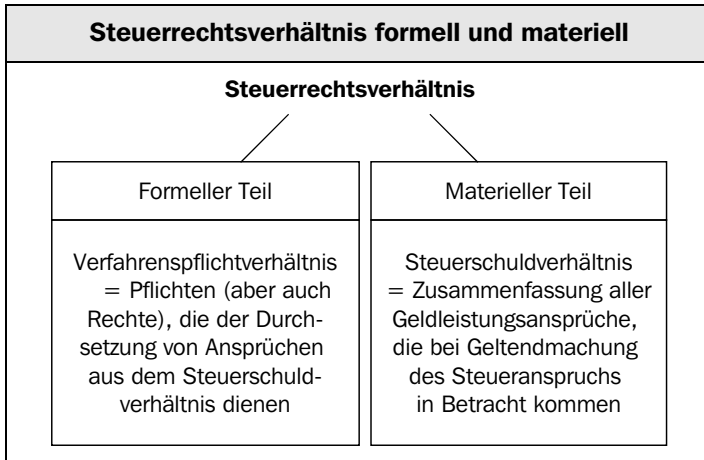 Steuerrechtsverhältnis formell und materiell
Steuerrechtsverhältnis
Formeller Teil
Verfahrenspflichtverhältnis
= Pflichten (aber auch
Rechte), die der Durch-
setzung von Ansprüchen
aus dem Steuerschuld-
verhältnis dienen
Materieller Teil
Steuerschuldverhältnis
= Zusammenfassung aller
Geldleistungsansprüche,
die bei Geltendmachung
des Steueranspruchs
in Betracht kommen